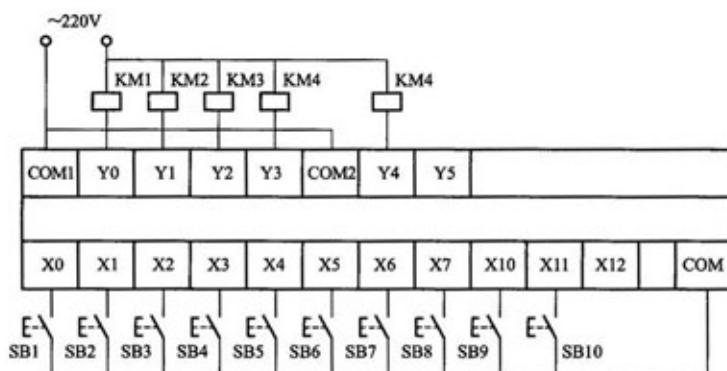 ~220V
KM1 KM2 KM3 KM4 KM4
COM1 Y0 Y1 Y2 Y3 COM2 Y4 Y5
X0 X1 X2 X3 X4 X5 X6 X7 X10 X11 X12 COM
SB1 SB2 SB3 SB4 SB5 SB6 SB7 SB8 SB9 SB10